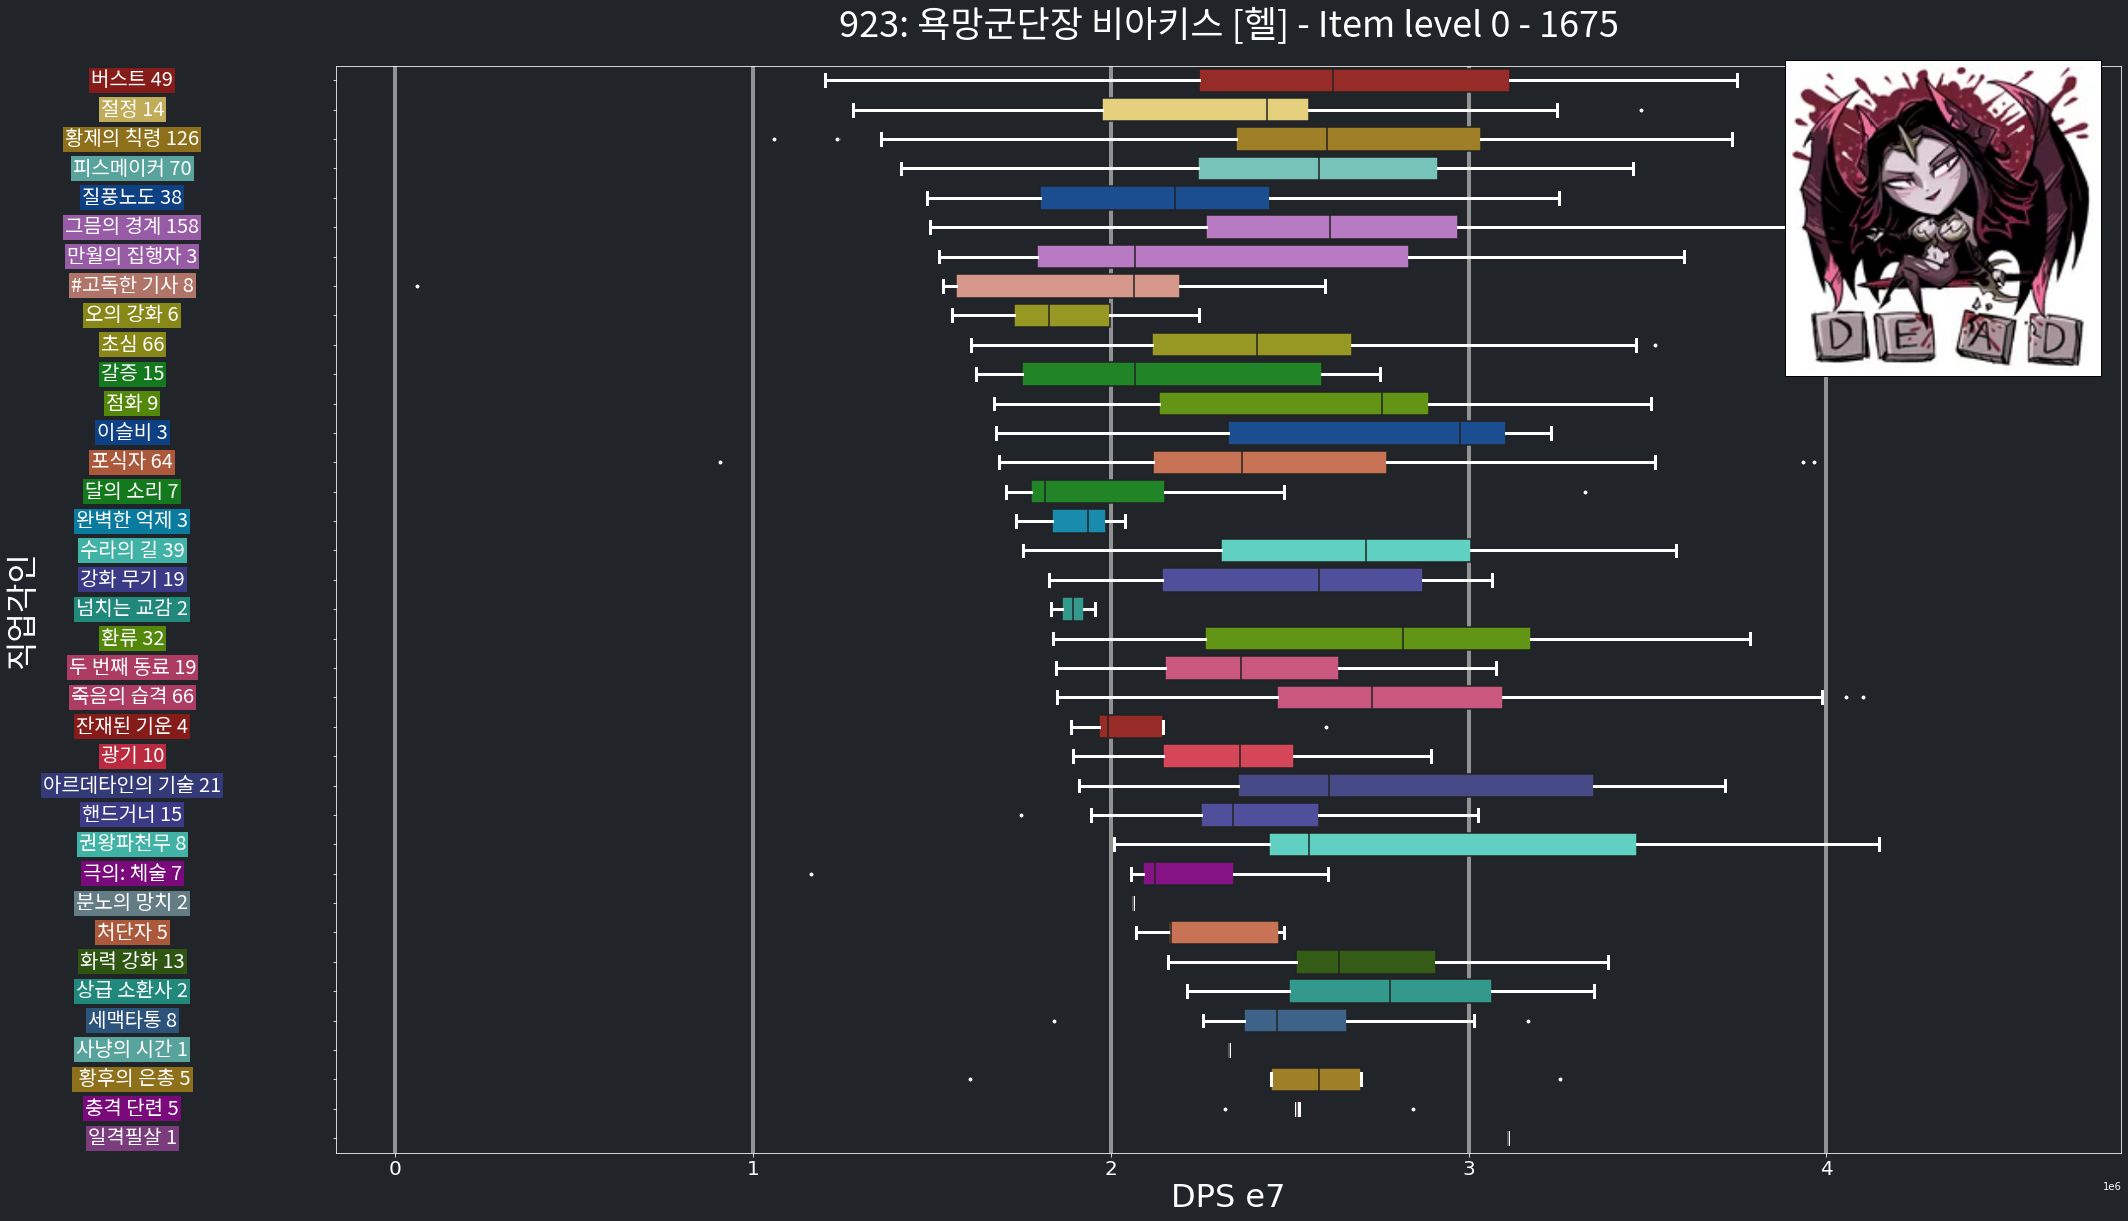 923: 욕망군단장 비아키스 [헬] - Item level 0 - 1675
버스트 49
절정 14
황제의 칙령 126
피스메이커 70
질풍노도 38
그믐의 경계 158
만월의 집행자 3
#고독한 기사 8
오의 강화 6
초심 66
갈증 15
점화 9
이슬비 3
포식자 64
달의 소리 7
완벽한 억제 3
수라의 길 39
강화 무기 19
넘치는 교감 2
환류 32
두 번째 동료 19
죽음의 습격 66
잔재된 기운 4
광기 10
아르데타인의 기술 21
핸드거너 15
권왕파천무 8
극의: 체술 7
분노의 망치 2
처단자 5
화력 강화 13
상급 소환사 2
세맥타통 8
사냥의 시간 1
황후의 은총 5
충격 단련 5
일격필살 1
직업각인
DEAD
0 1 2 3 4
1e6
DPS e7